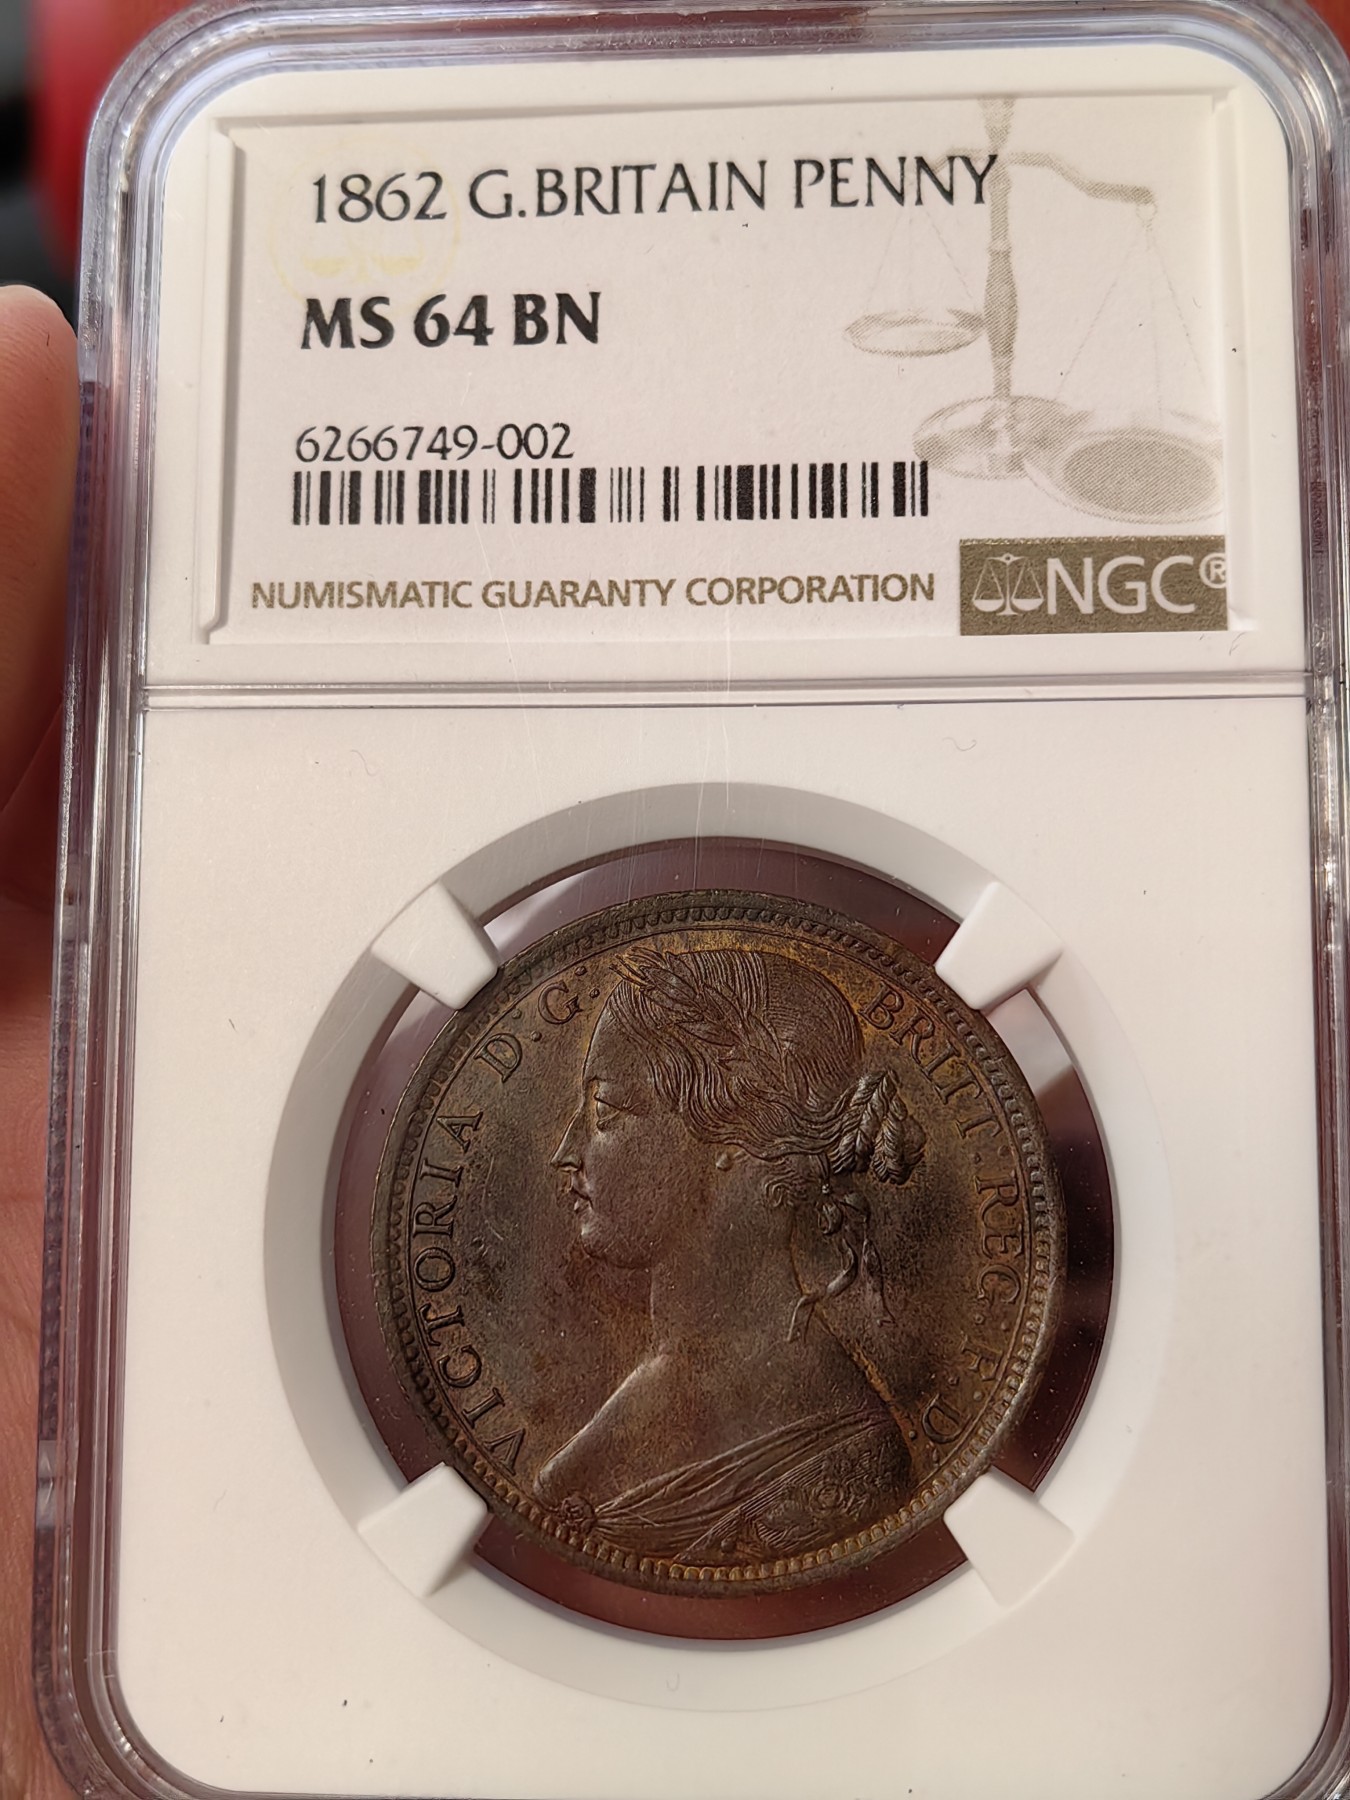 1862 G.BRITAIN PENNY
MS 64 BN
6266749-002
NUMISMATIC GUARANTY CORPORATION
NGC®
VICTORIA D:G: BRITT:REG:F:D: